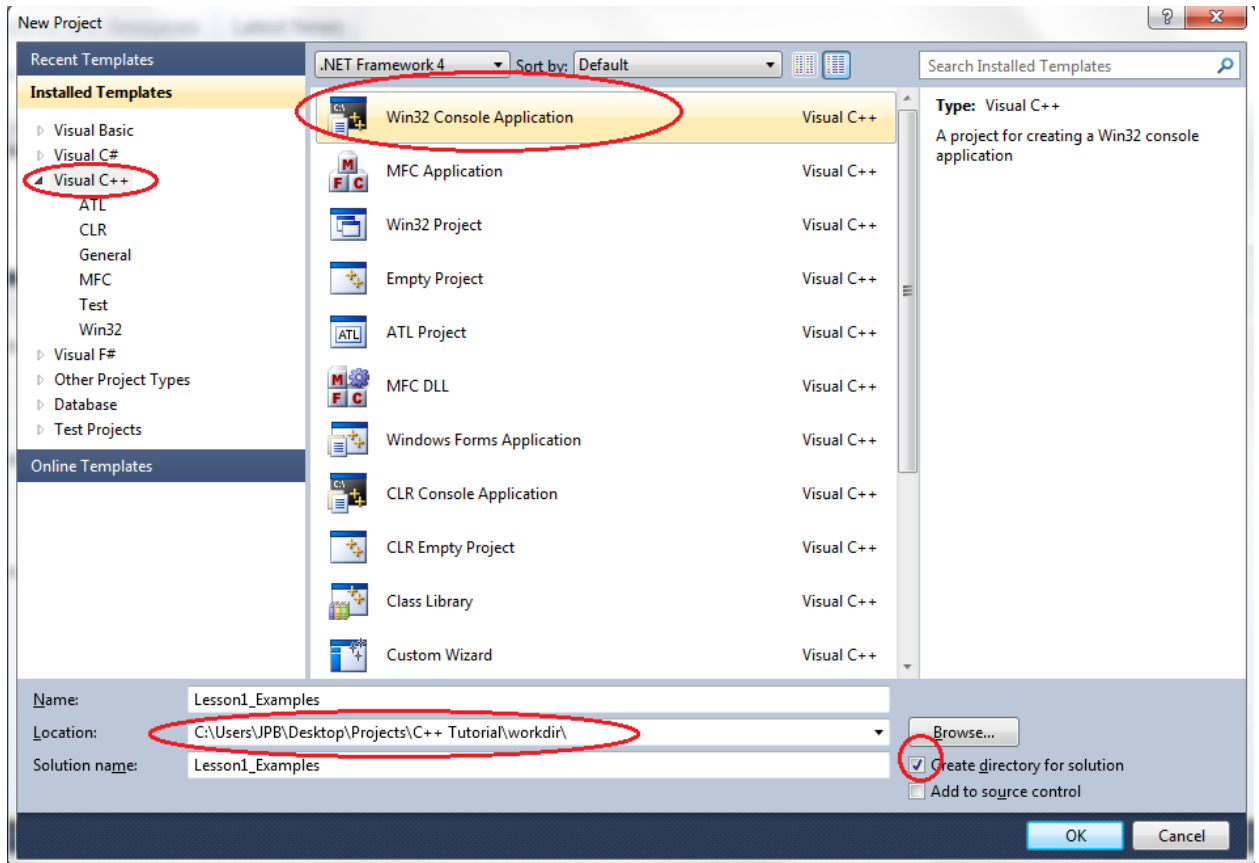 New Project
Recent Templates
Installed Templates
Visual Basic
Visual C#
Visual C++
ATL
CLR
General
MFC
Test
Win32
Visual F#
Other Project Types
Database
Test Projects
Online Templates
.NET Framework 4 Sort by: Default
Win32 Console Application Visual C++
MFC Application Visual C++
Win32 Project Visual C++
Empty Project Visual C++
ATL Project Visual C++
MFC DLL Visual C++
Windows Forms Application Visual C++
CLR Console Application Visual C++
CLR Empty Project Visual C++
Class Library Visual C++
Custom Wizard Visual C++
Search Installed Templates
Type: Visual C++
A project for creating a Win32 console
application
Name: Lesson1_Examples
Location: C:\Users\JPB\Desktop\Projects\C++ Tutorial\workdir\ Browse...
Solution name: Lesson1_Examples Create directory for solution
Add to source control
OK Cancel